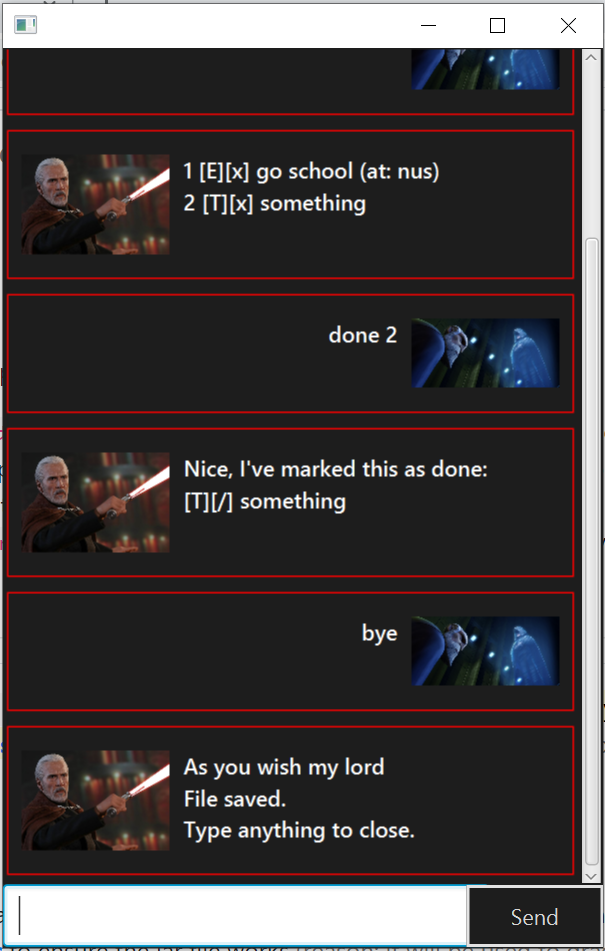 1 [E][x] go school (at: nus)
2 [T][x] something
done 2
Nice, I've marked this as done:
[T][/] something
bye
As you wish my lord
File saved.
Type anything to close.
Send